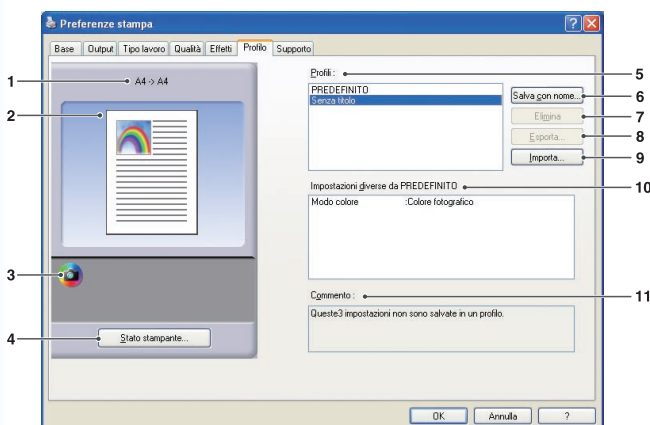 Preferenze stampa
Base Output Tipo lavoro Qualità Effetti Profilo Supporto
1
A4 -> A4
2
3
4
Stato stampante...
Profili :
5
PREDEFINITO
Senza titolo
Salva con nome...
6
Elimina
7
Esporta...
8
Importa...
9
Impostazioni diverse da PREDEFINITO
10
Modo colore :Colore fotografico
Commento :
11
Queste3 impostazioni non sono salvate in un profilo.
OK Annulla ?